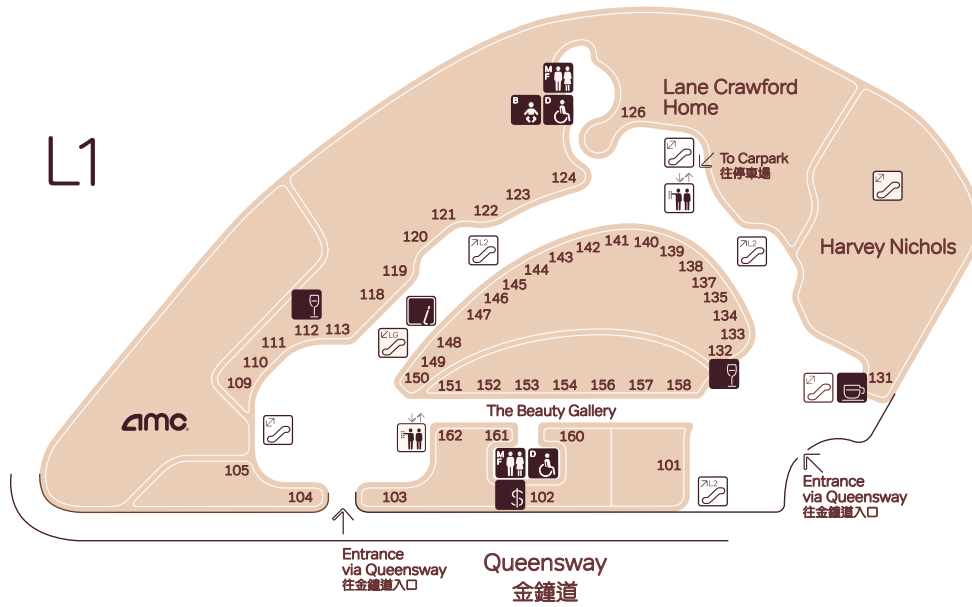 L1
M
F
B
D
Lane Crawford
Home
126
To Carpark
往停車場
124
123
122
121
120
119
118
L2
L2
Harvey Nichols
141
140
142
139
143
138
144
137
145
135
146
134
147
133
132
148
149
150
LG
113
112
111
110
109
151
152
153
154
156
157
158
131
The Beauty Gallery
amc
162
161
160
M
F
D
$
101
102
103
104
105
L2
Entrance
via Queensway
往金鐘道入口
Entrance
via Queensway
往金鐘道入口
Queensway
金鐘道